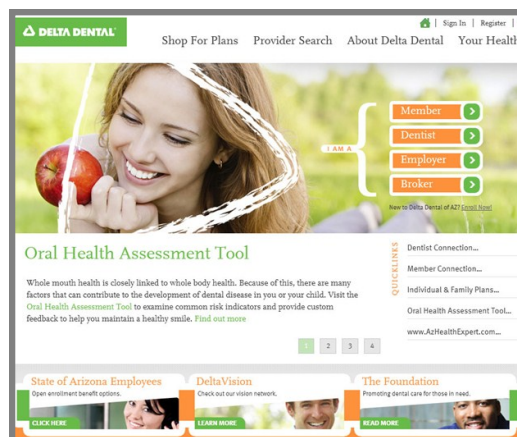 DELTA DENTAL
Sign In | Register |
Shop For Plans Provider Search About Delta Dental Your Health
I AM A
Member
Dentist
Employer
Broker
New to Delta Dental of AZ? Enroll Now!
Oral Health Assessment Tool
Whole mouth health is closely linked to whole body health. Because of this, there are many
factors that can contribute to the development of dental disease in you or your child. Visit the
Oral Health Assessment Tool to examine common risk indicators and provide custom
feedback to help you maintain a healthy smile. Find out more
1 2 3 4
QUICKLINKS
Dentist Connection...
Member Connection...
Individual & Family Plans...
Oral Health Assessment Tool...
www.AzHealthExpert.com...
State of Arizona Employees
Open enrollment benefit options.
CLICK HERE
DeltaVision
Check out our vision network.
LEARN MORE
The Foundation
Promoting dental care for those in need.
READ MORE